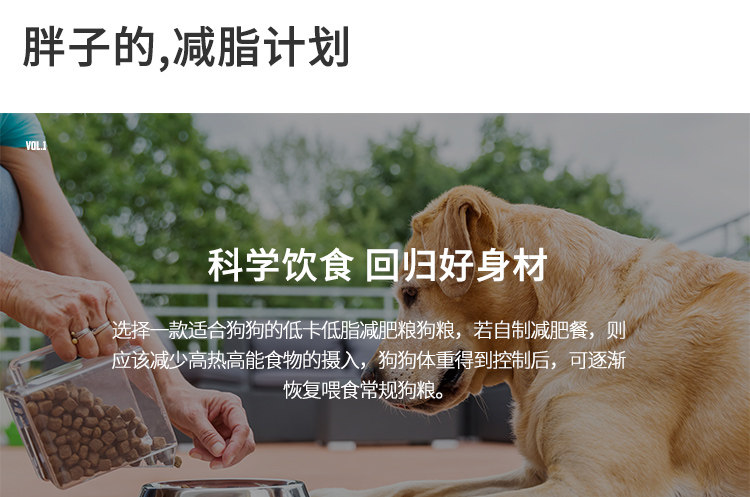 胖子的,减脂计划
VOL.1
科学饮食 回归好身材
选择一款适合狗狗的低卡低脂减肥粮狗粮，若自制减肥餐，则
应该减少高热高能食物的摄入，狗狗体重得到控制后，可逐渐
恢复喂食常规狗粮。